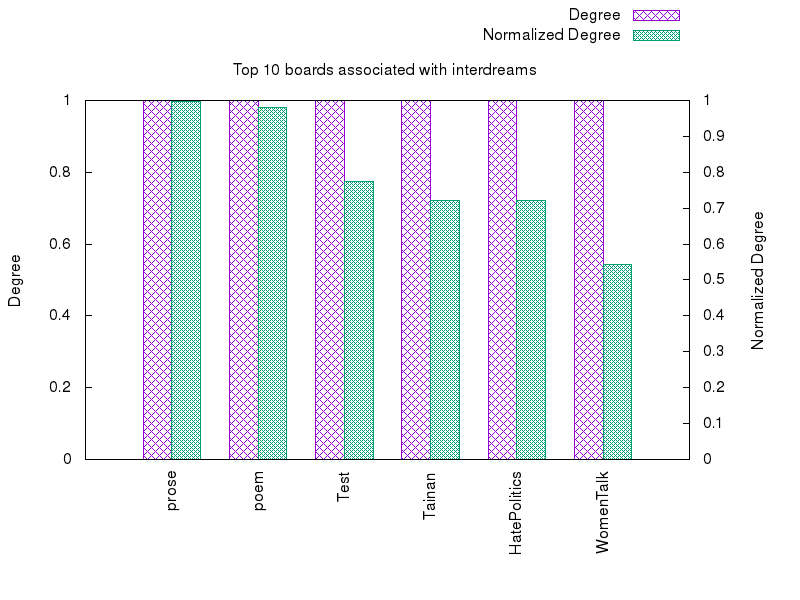 Degree
Normalized Degree
Top 10 boards associated with interdreams
1
0.8
0.6
0.4
0.2
0
Degree
1
0.9
0.8
0.7
0.6
0.5
0.4
0.3
0.2
0.1
0
Normalized Degree
prose
poem
Test
Tainan
HatePolitics
WomenTalk